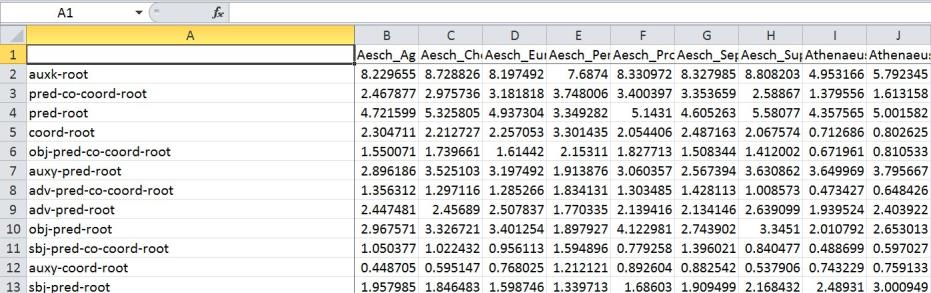 A1 fx
A B C D E F G H I J
1 Aesch_Ag Aesch_Cho Aesch_Eur Aesch_Per Aesch_Pro Aesch_Sep Aesch_Sup Athenaeus Athenaeus
2 auxk-root 8.229655 8.728826 8.197492 7.6874 8.330972 8.327985 8.808203 4.953166 5.792345
3 pred-co-coord-root 2.467877 2.975736 3.181818 3.748006 3.400397 3.353659 2.58867 1.379556 1.613158
4 pred-root 4.721599 5.325805 4.937304 3.349282 5.1431 4.605263 5.58077 4.357565 5.001582
5 coord-root 2.304711 2.212727 2.257053 3.301435 2.054406 2.487163 2.067574 0.712686 0.802625
6 obj-pred-co-coord-root 1.550071 1.739661 1.61442 2.15311 1.827713 1.508344 1.412002 0.671961 0.810533
7 auxy-pred-root 2.896186 3.525103 3.197492 1.913876 3.060357 2.567394 3.630862 3.649969 3.795667
8 adv-pred-co-coord-root 1.356312 1.297116 1.285266 1.834131 1.303485 1.428113 1.008573 0.473427 0.648426
9 adv-pred-root 2.447481 2.45689 2.507837 1.770335 2.139416 2.134146 2.639099 1.939524 2.403922
10 obj-pred-root 2.967571 3.326721 3.401254 1.897927 4.122981 2.743902 3.3451 2.010792 2.653013
11 sbj-pred-co-coord-root 1.050377 1.022432 0.956113 1.594896 0.779258 1.396021 0.840477 0.488699 0.597027
12 auxy-coord-root 0.448705 0.595147 0.768025 1.212121 0.892604 0.882542 0.537906 0.743229 0.759133
13 sbj-pred-root 1.957985 1.846483 1.598746 1.339713 1.68603 1.909499 2.168432 2.48931 3.000949